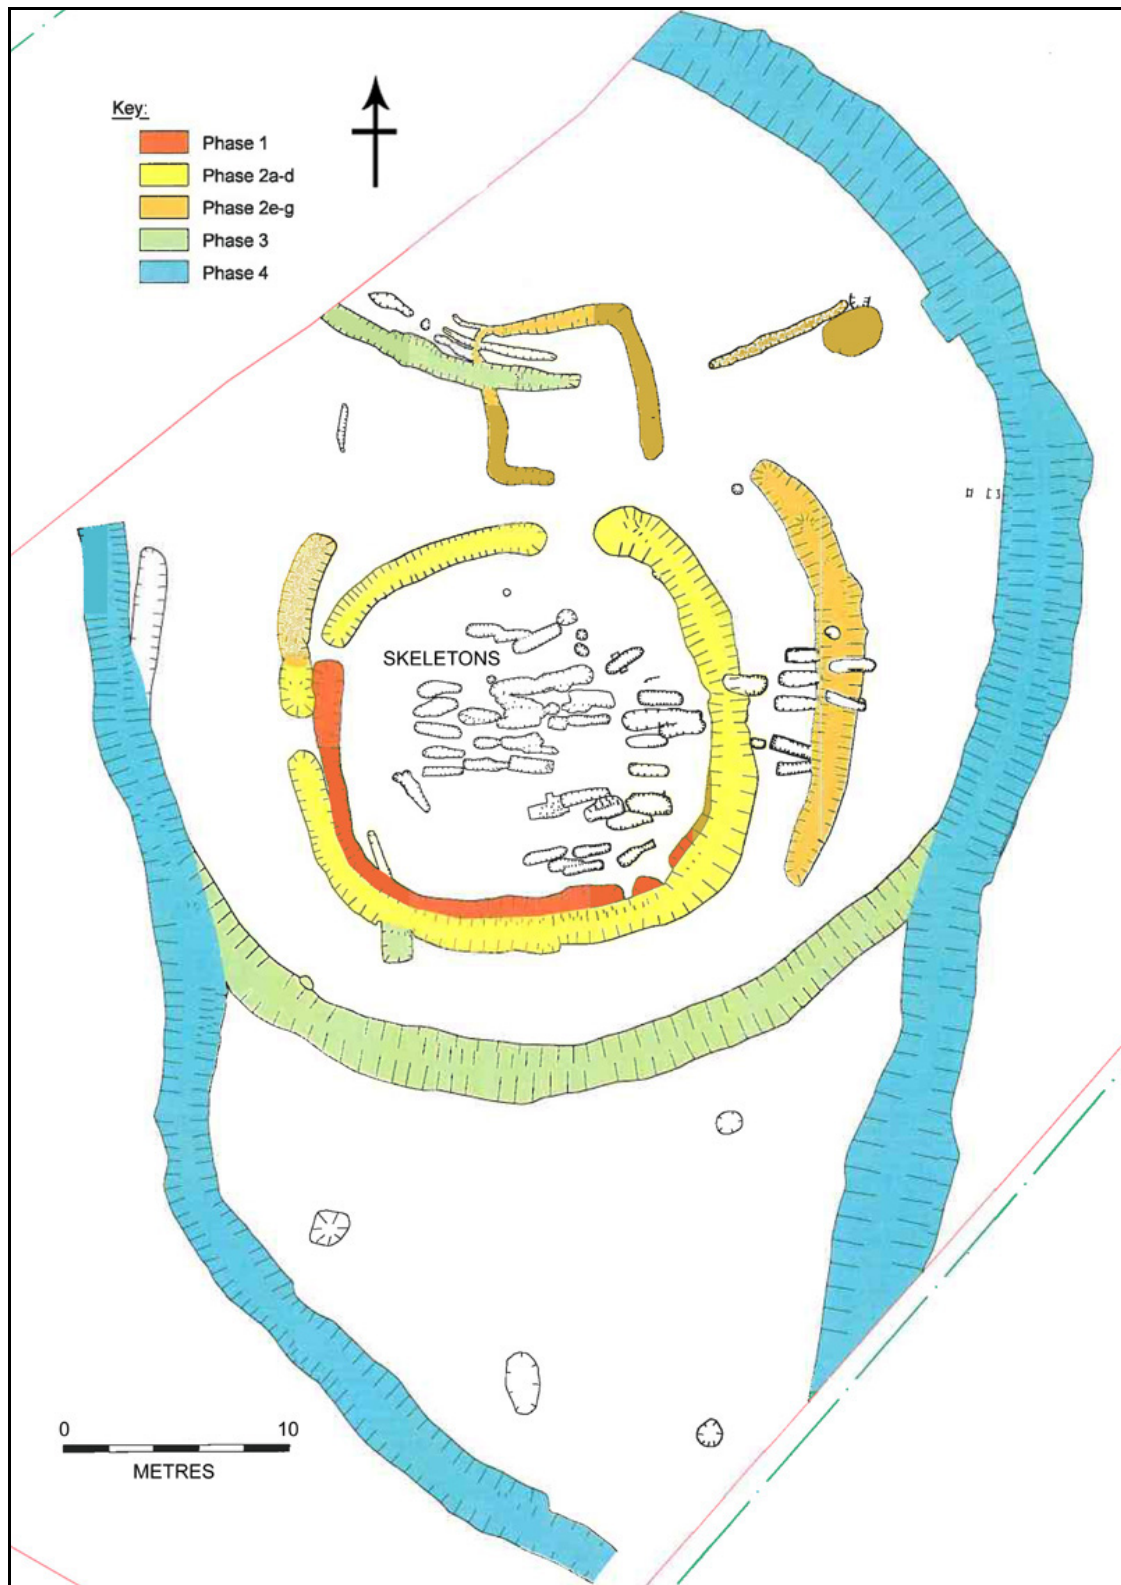 Key:
Phase 1
Phase 2a-d
Phase 2e-g
Phase 3
Phase 4
SKELETONS
0 10
METRES